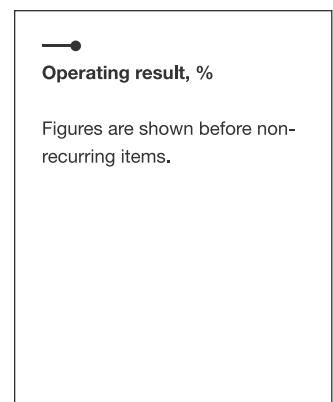 Operating result, %
Figures are shown before non-
recurring items.